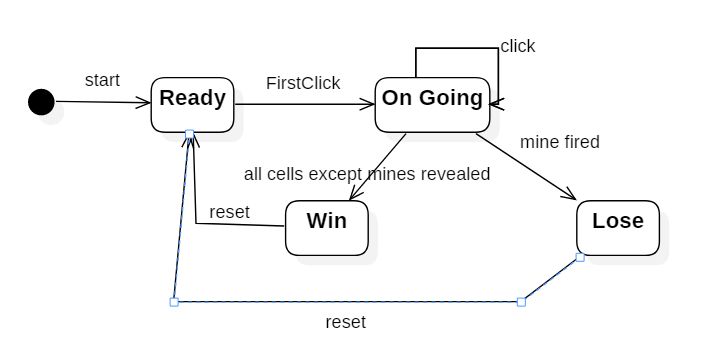 click
start
FirstClick
Ready
On Going
mine fired
all cells except mines revealed
reset
Win
Lose
reset